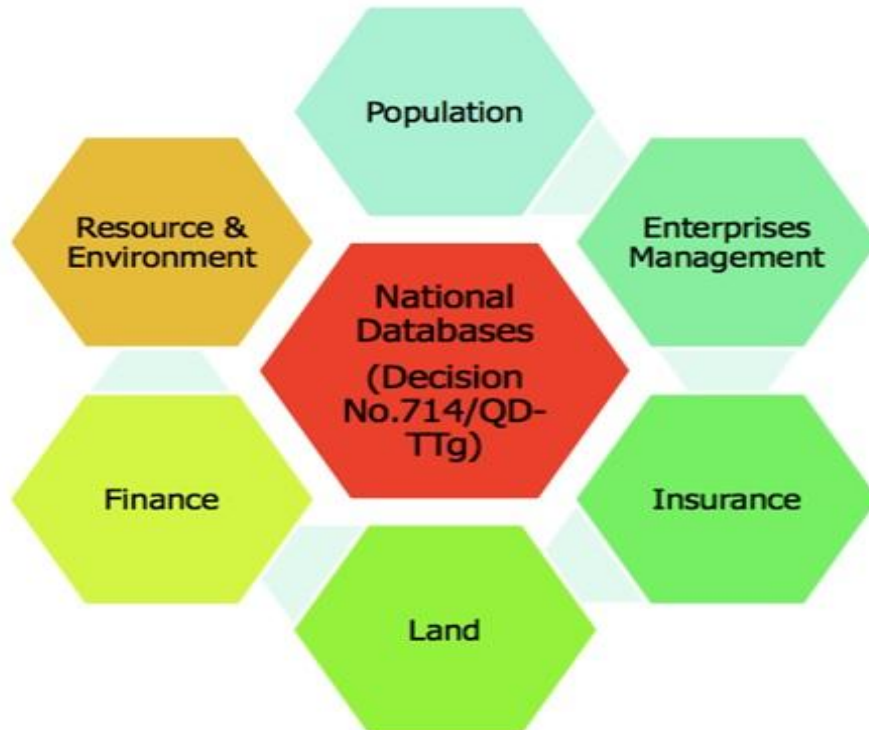 Population
Resource &
Environment
Enterprises
Management
National
Databases
(Decision
No.714/QD-
TTg)
Finance
Insurance
Land